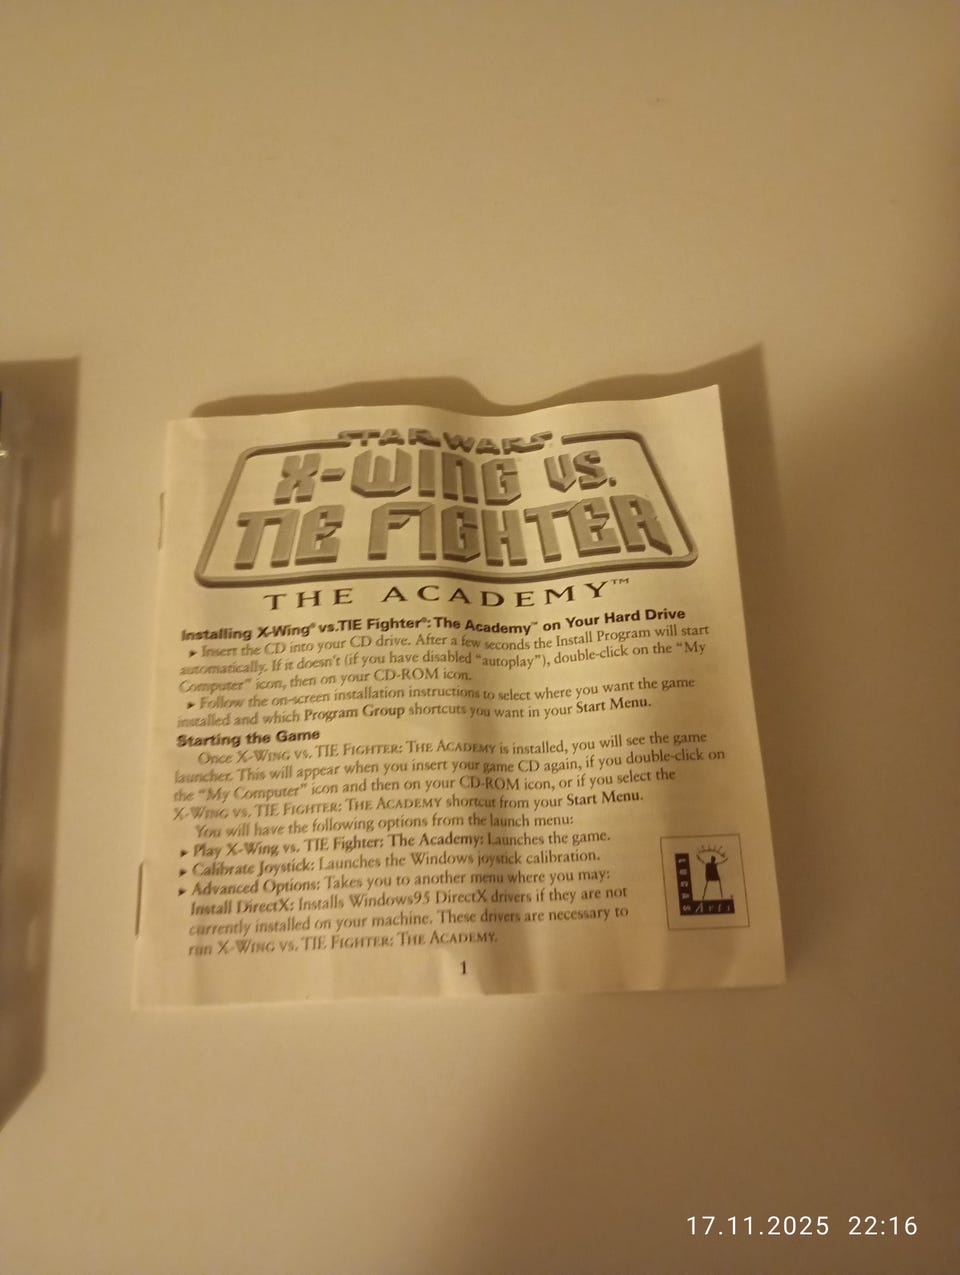 STAR WARS
X-WING VS.
TIE FIGHTER
THE ACADEMY™
Installing X-Wing® vs. TIE Fighter®: The Academy™ on Your Hard Drive
▸ Insert the CD into your CD drive. After a few seconds the Install Program will start
automatically. If it doesn't (if you have disabled "autoplay"), double-click on the "My
Computer" icon, then on your CD-ROM icon.
▸ Follow the on-screen installation instructions to select where you want the game
installed and which Program Group shortcuts you want in your Start Menu.
Starting the Game
Once X-WING VS. TIE FIGHTER: THE ACADEMY is installed, you will see the game
launcher. This will appear when you insert your game CD again, if you double-click on
the "My Computer" icon and then on your CD-ROM icon, or if you select the
X-WING VS. TIE FIGHTER: THE ACADEMY shortcut from your Start Menu.
You will have the following options from the launch menu:
▸ Play X-Wing vs. TIE Fighter: The Academy: Launches the game.
▸ Calibrate Joystick: Launches the Windows joystick calibration.
▸ Advanced Options: Takes you to another menu where you may:
Install DirectX: Installs Windows95 DirectX drivers if they are not
currently installed on your machine. These drivers are necessary to
run X-WING VS. TIE FIGHTER: THE ACADEMY.
LUCAS
Arts
1
17.11.2025 22:16